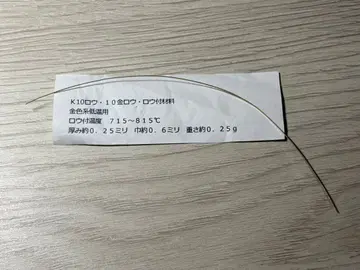 K10ロウ・１０金ロウ・ロウ付材料
金色系低温用
ロウ付温度　７１５～８１５℃
厚み約０．２５ミリ　巾約０．６ミリ　重さ約０．２５ｇ